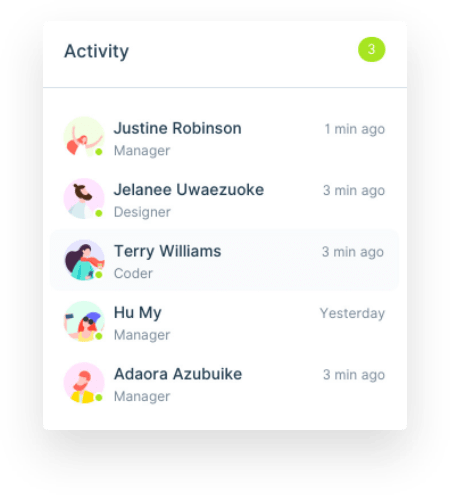 Activity 3
Justine Robinson 1 min ago
Manager
Jelanee Uwaezuoke 3 min ago
Designer
Terry Williams 3 min ago
Coder
Hu My Yesterday
Manager
Adaora Azubuike 3 min ago
Manager